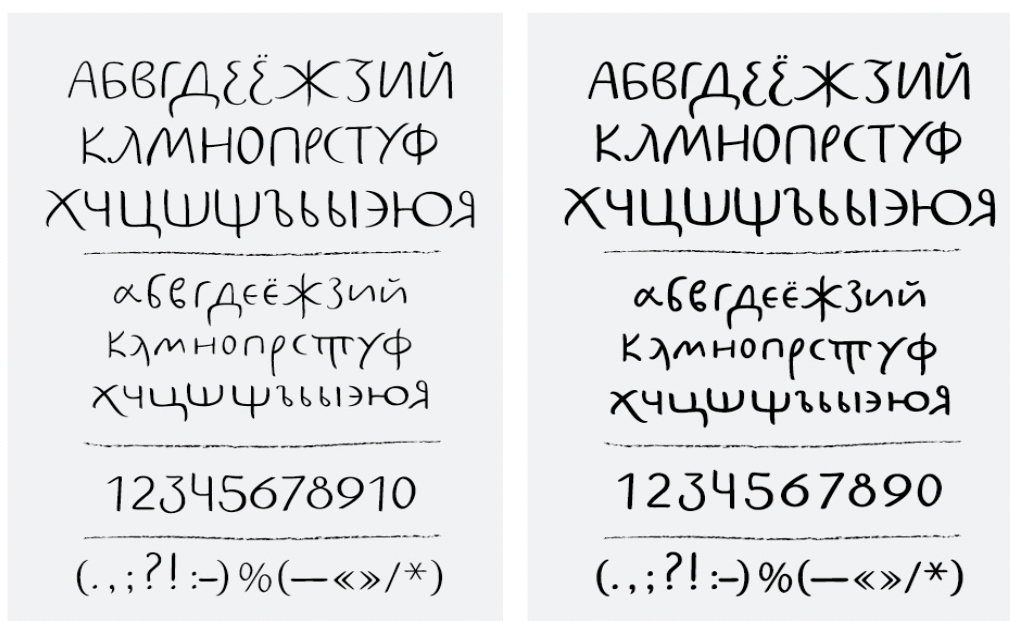 АБВГДЕЁЖЗИЙ
КЛМНОПРСТУФ
ХЧЦШЩЪЬЫЭЮЯ
абвгдеёжзий
клмнопрстуф
хчцшщъьыэюя
12345678910
(.,;?!:–)%(—«»/*)
АБВГДЕЁЖЗИЙ
КЛМНОПРСТУФ
ХЧЦШЩЪЬЫЭЮЯ
абвгдеёжзий
клмнопрстуф
хчцшщъьыэюя
1234567890
(.,;?!:–)%(—«»/*)